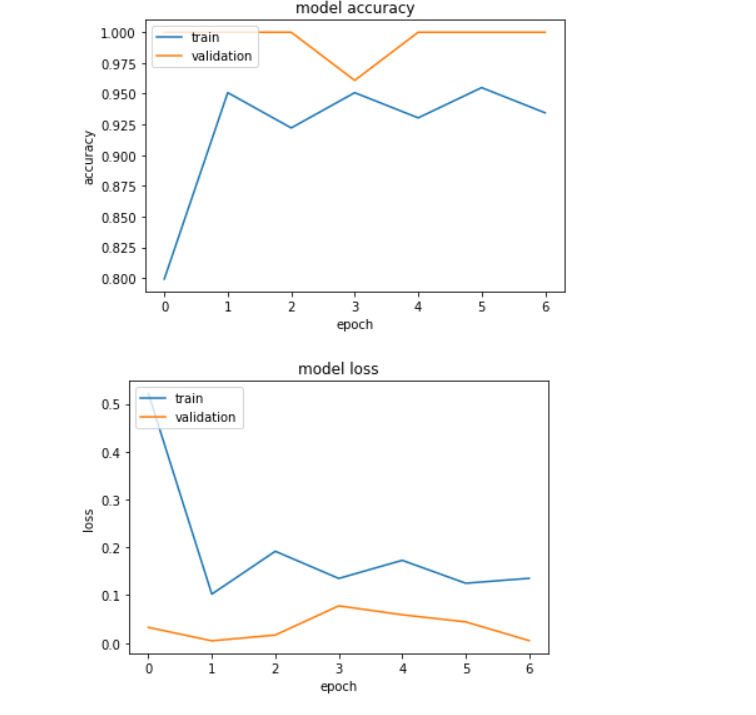 model accuracy
1.000
0.975
0.950
0.925
0.900
0.875
0.850
0.825
0.800
accuracy
train
validation
0 1 2 3 4 5 6
epoch
model loss
0.5
0.4
0.3
0.2
0.1
0.0
loss
train
validation
0 1 2 3 4 5 6
epoch